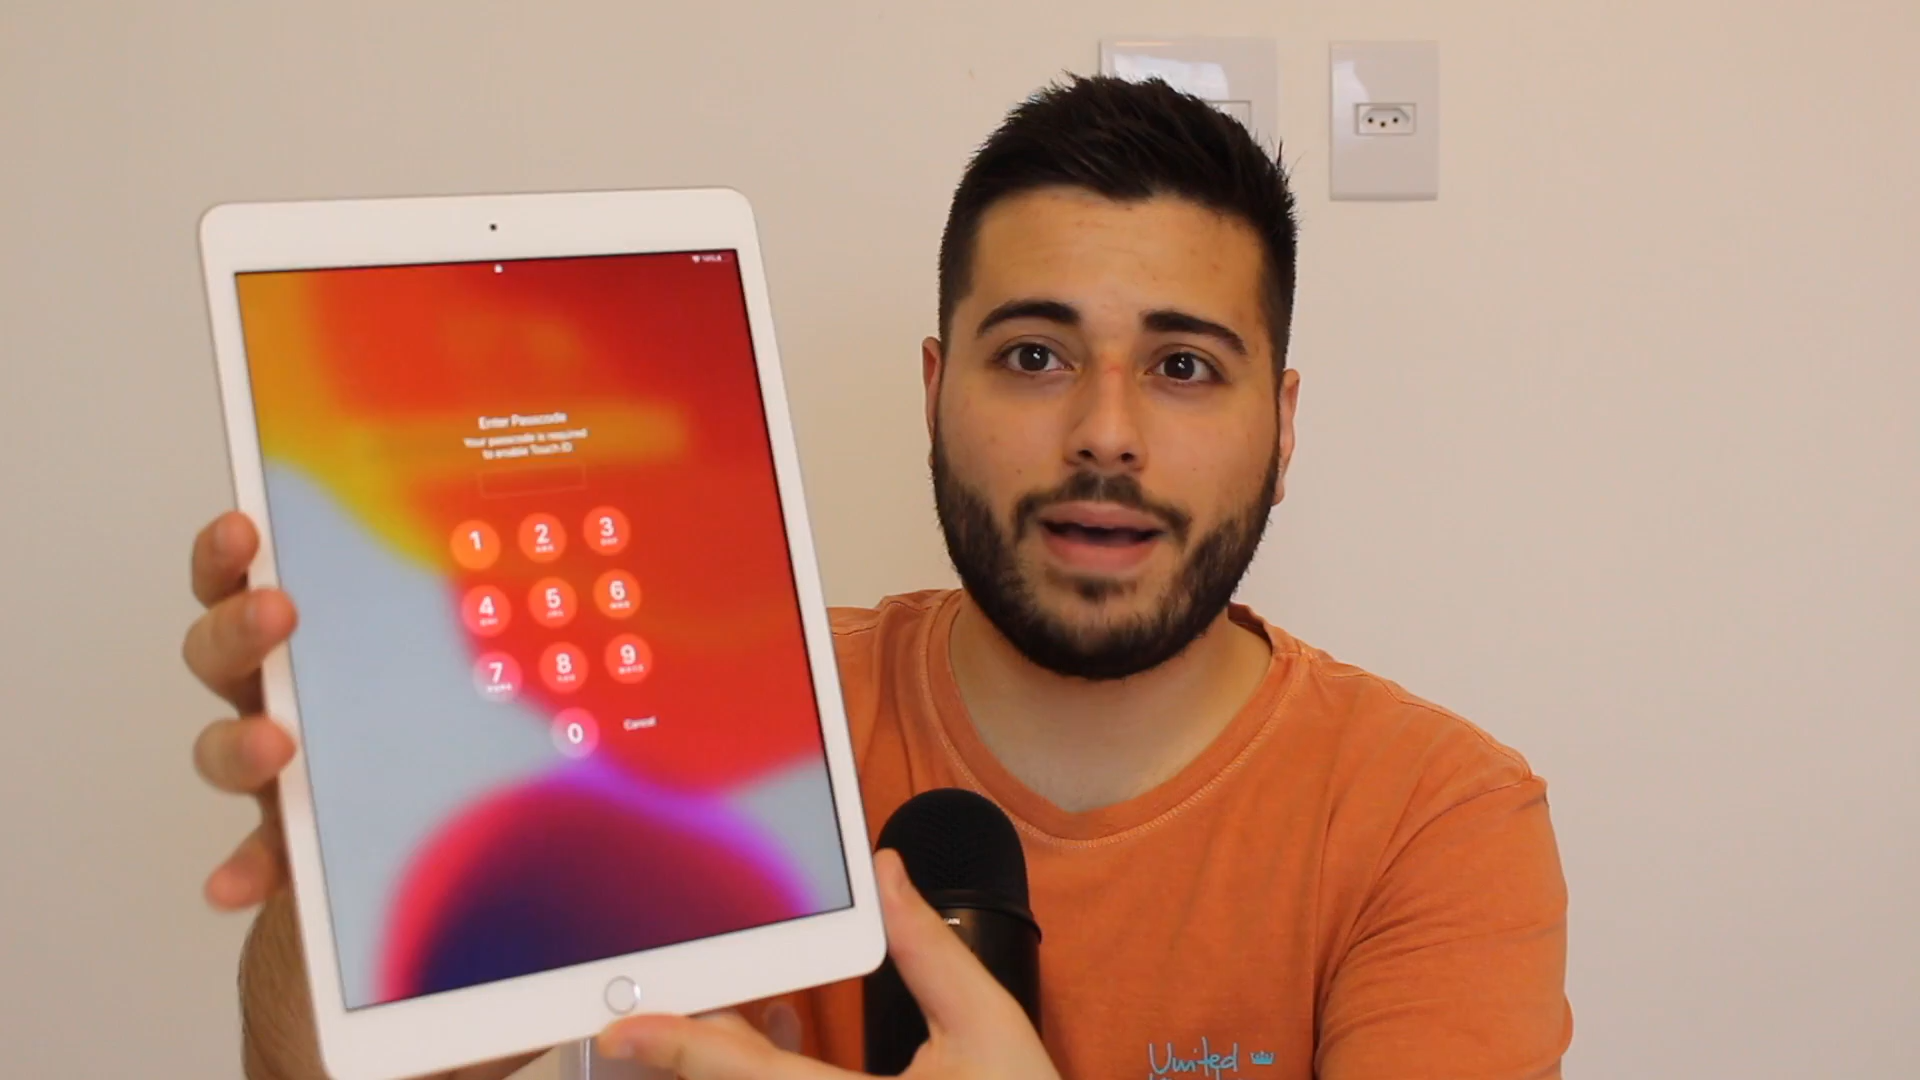 Enter Passcode
Your passcode is required
to enable Touch ID
1 2 3
4 5 6
7 8 9
0 Cancel
GAIN
United